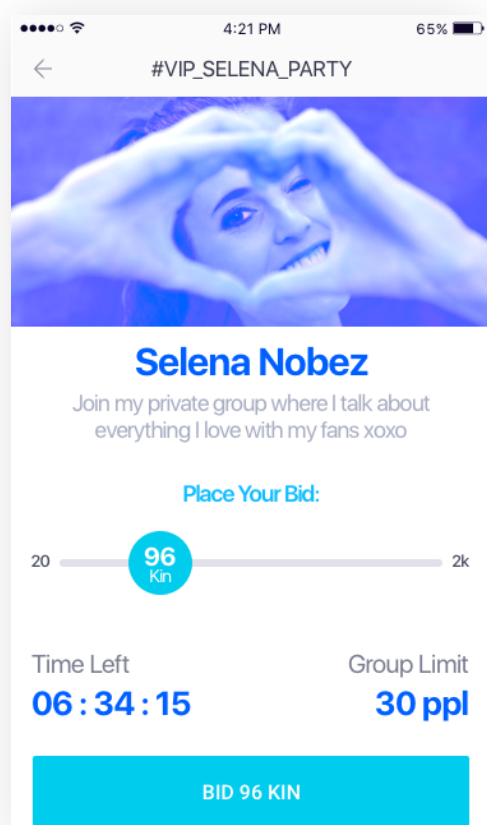 4:21 PM
65%
#VIP_SELENA_PARTY
Selena Nobez
Join my private group where I talk about
everything I love with my fans xoxo
Place Your Bid:
20
96
Kin
2k
Time Left
Group Limit
06 : 34 : 15
30 ppl
BID 96 KIN